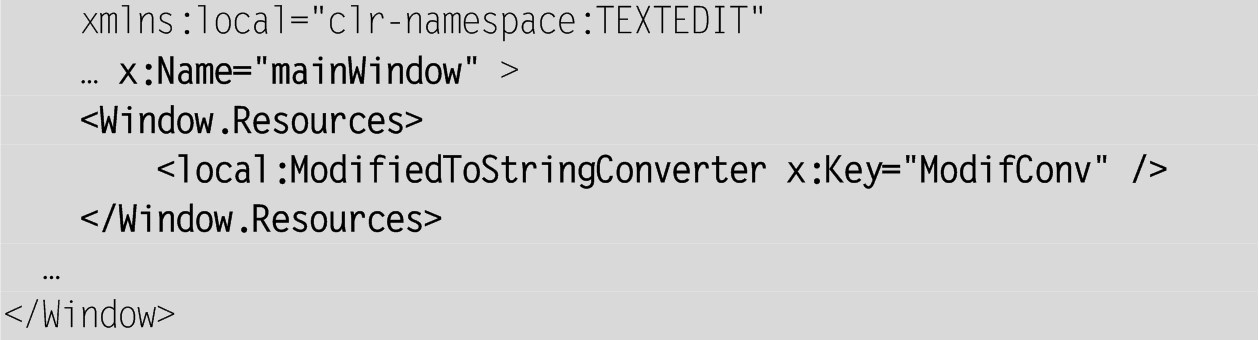 xmlns:local="clr-namespace:TEXTEDIT"
… x:Name="mainWindow" >
<Window.Resources>
<local:ModifiedToStringConverter x:Key="ModifConv" />
</Window.Resources>
…
</Window>